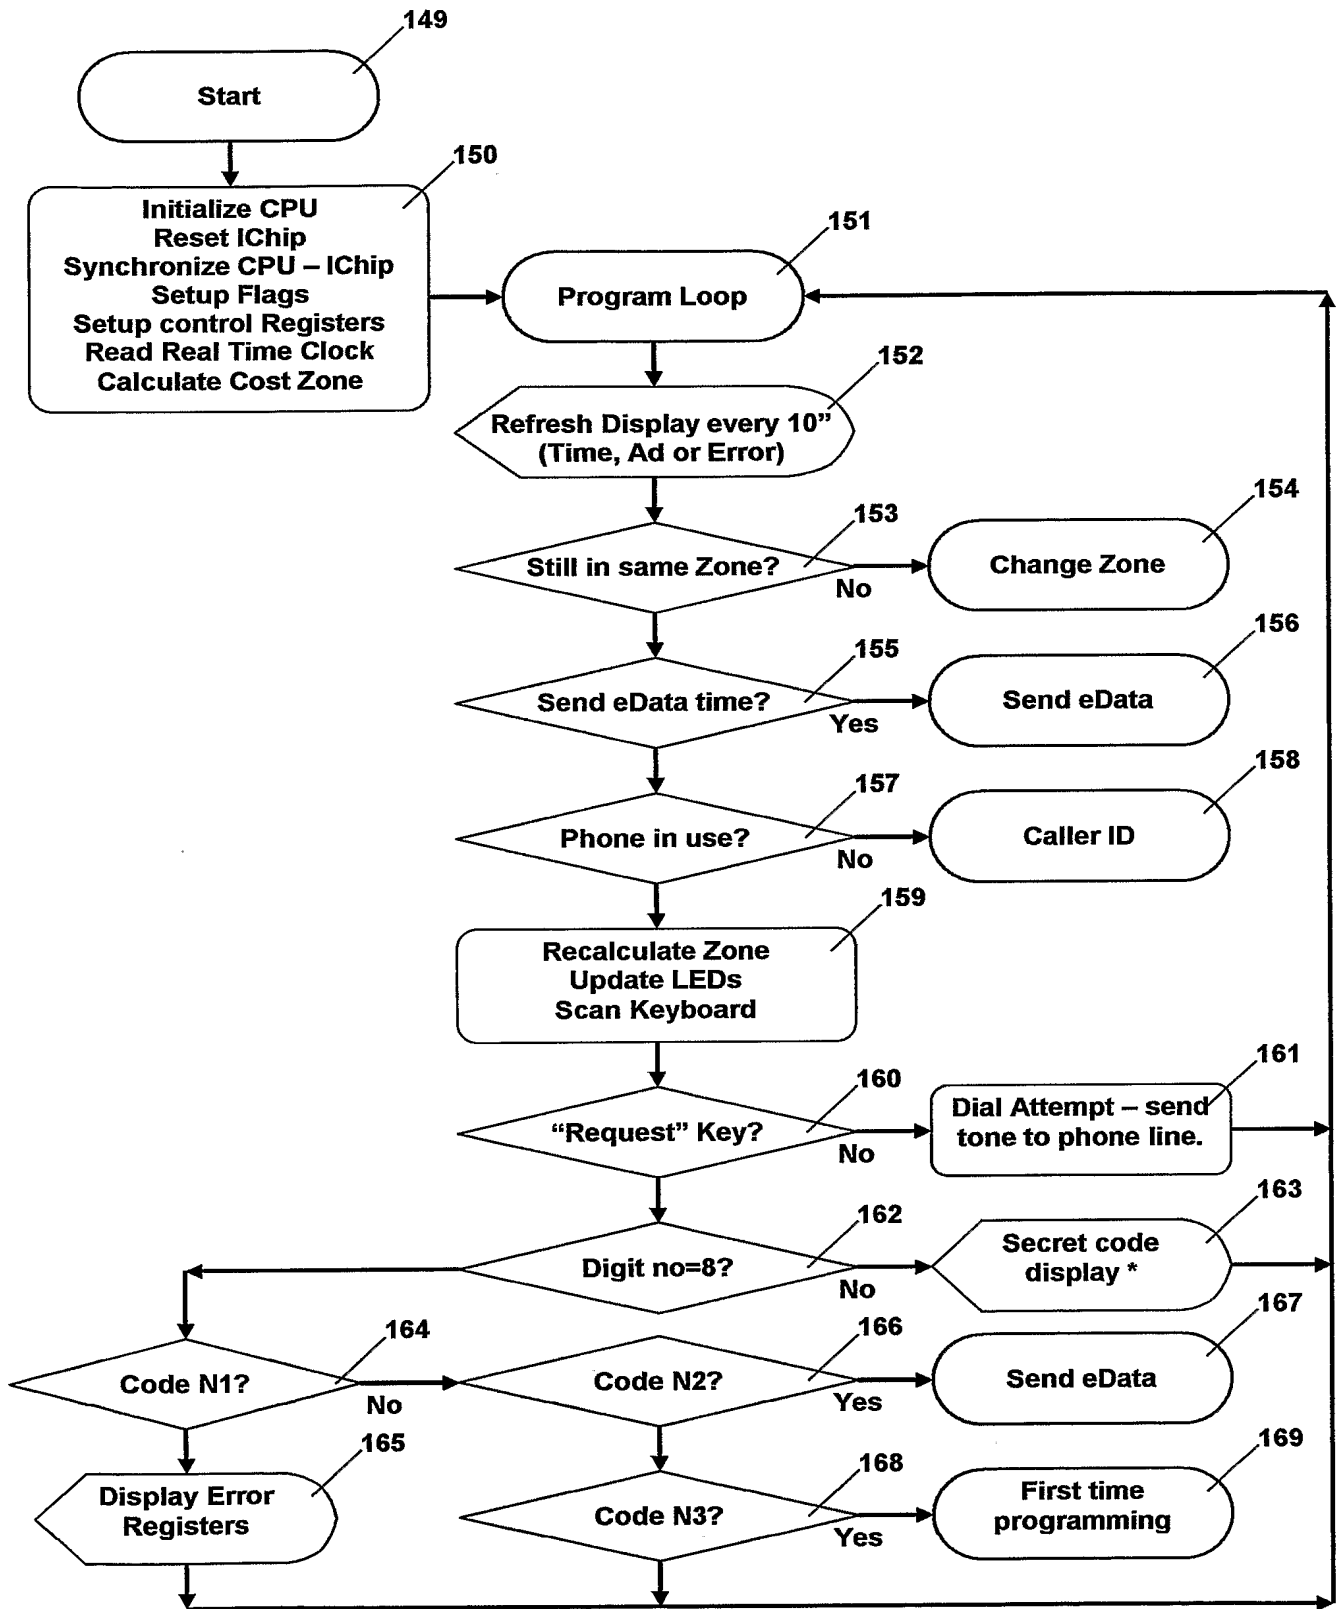 149
Start
150
Initialize CPU
Reset IChip
Synchronize CPU – IChip
Setup Flags
Setup control Registers
Read Real Time Clock
Calculate Cost Zone
151
Program Loop
152
Refresh Display every 10”
(Time, Ad or Error)
153
Still in same Zone?
No
154
Change Zone
155
Send eData time?
Yes
156
Send eData
157
Phone in use?
No
158
Caller ID
159
Recalculate Zone
Update LEDs
Scan Keyboard
160
“Request” Key?
No
161
Dial Attempt – send
tone to phone line.
162
Digit no=8?
No
163
Secret code
display *
164
Code N1?
No
165
Display Error
Registers
166
Code N2?
Yes
167
Send eData
168
Code N3?
Yes
169
First time
programming